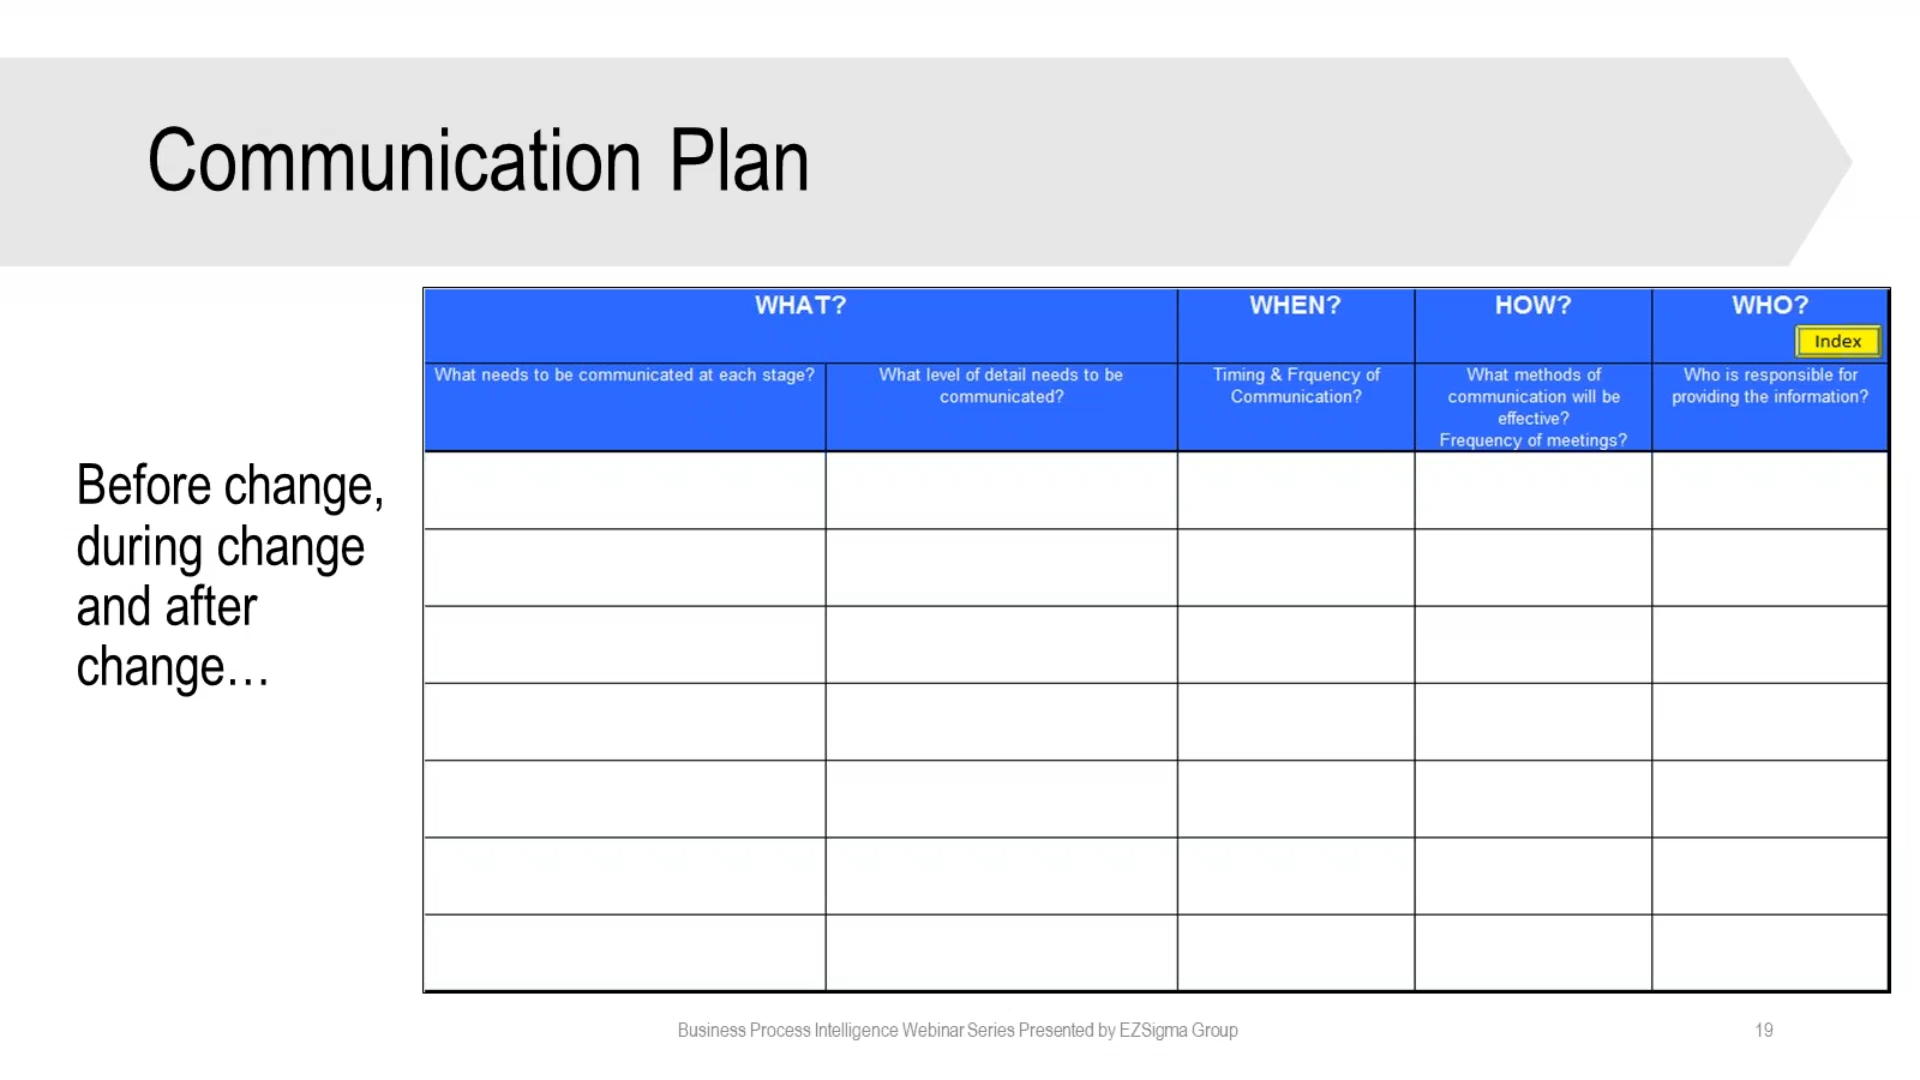 Communication Plan
Before change,
during change
and after
change…
WHAT?
WHEN?
HOW?
WHO?
Index
What needs to be communicated at each stage?
What level of detail needs to be
communicated?
Timing & Frquency of
Communication?
What methods of
communication will be
effective?
Frequency of meetings?
Who is responsible for
providing the information?
Business Process Intelligence Webinar Series Presented by EZSigma Group
19